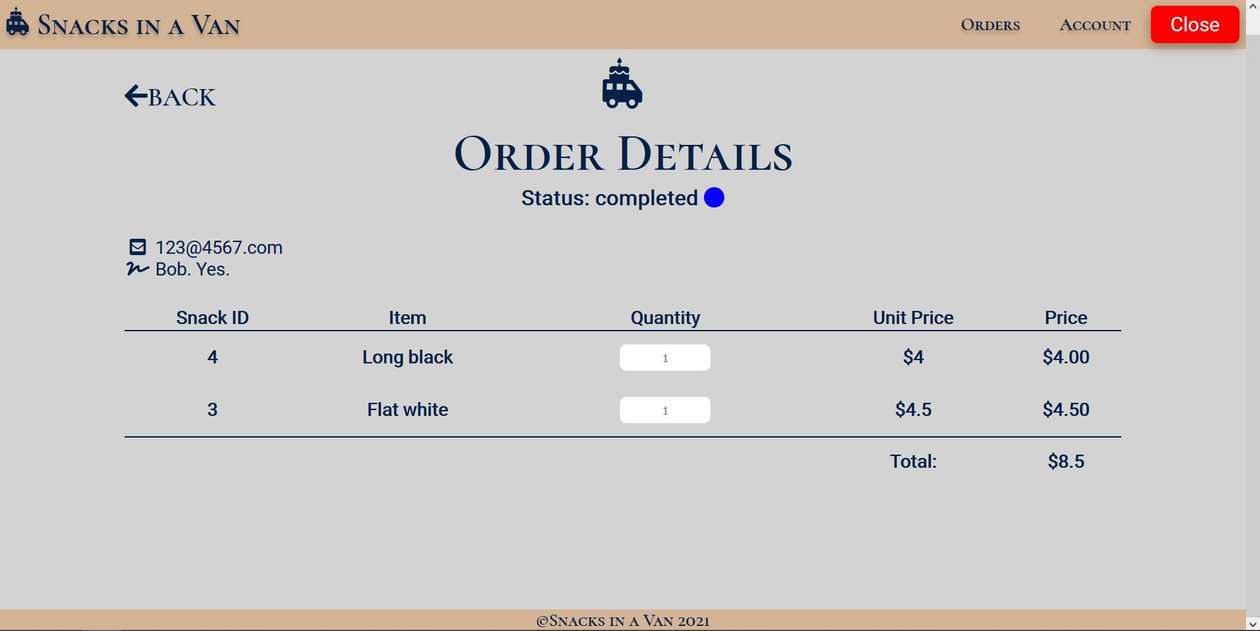 Snacks in a Van
Orders Account Close
BACK
Order Details
Status: completed
123@4567.com
Bob. Yes.
Snack ID Item Quantity Unit Price Price
4 Long black 1 $4 $4.00
3 Flat white 1 $4.5 $4.50
Total: $8.5
©Snacks in a Van 2021